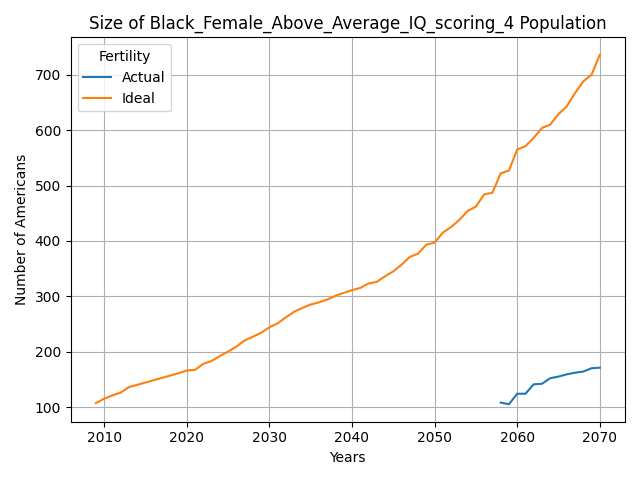 Size of Black_Female_Above_Average_IQ_scoring_4 Population
Fertility
Actual
Ideal
Number of Americans
700
600
500
400
300
200
100
2010 2020 2030 2040 2050 2060 2070
Years